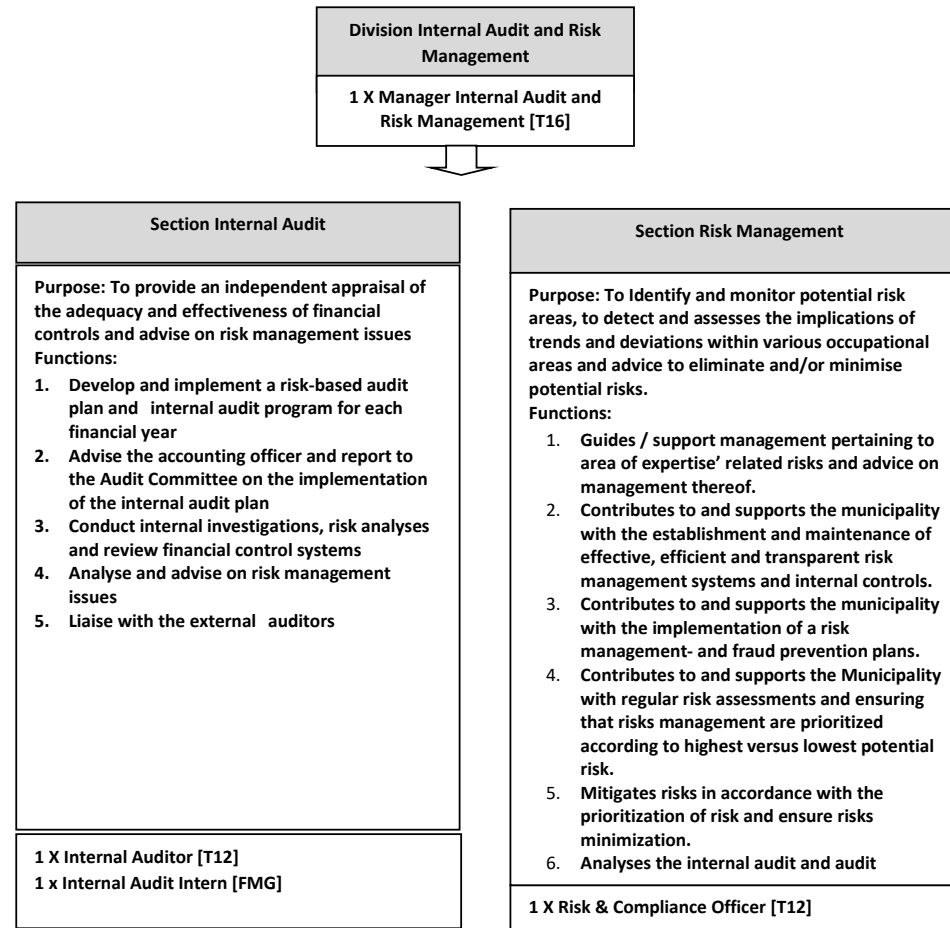 Division Internal Audit and Risk
Management
1 X Manager Internal Audit and
Risk Management [T16]
Section Internal Audit
Purpose: To provide an independent appraisal of
the adequacy and effectiveness of financial
controls and advise on risk management issues
Functions:
1. Develop and implement a risk-based audit
plan and internal audit program for each
financial year
2. Advise the accounting officer and report to
the Audit Committee on the implementation
of the internal audit plan
3. Conduct internal investigations, risk analyses
and review financial control systems
4. Analyse and advise on risk management
issues
5. Liaise with the external auditors
1 X Internal Auditor [T12]
1 x Internal Audit Intern [FMG]
Section Risk Management
Purpose: To Identify and monitor potential risk
areas, to detect and assesses the implications of
trends and deviations within various occupational
areas and advice to eliminate and/or minimise
potential risks.
Functions:
1. Guides / support management pertaining to
area of expertise’ related risks and advice on
management thereof.
2. Contributes to and supports the municipality
with the establishment and maintenance of
effective, efficient and transparent risk
management systems and internal controls.
3. Contributes to and supports the municipality
with the implementation of a risk
management- and fraud prevention plans.
4. Contributes to and supports the Municipality
with regular risk assessments and ensuring
that risks management are prioritized
according to highest versus lowest potential
risk.
5. Mitigates risks in accordance with the
prioritization of risk and ensure risks
minimization.
6. Analyses the internal audit and audit
1 X Risk & Compliance Officer [T12]